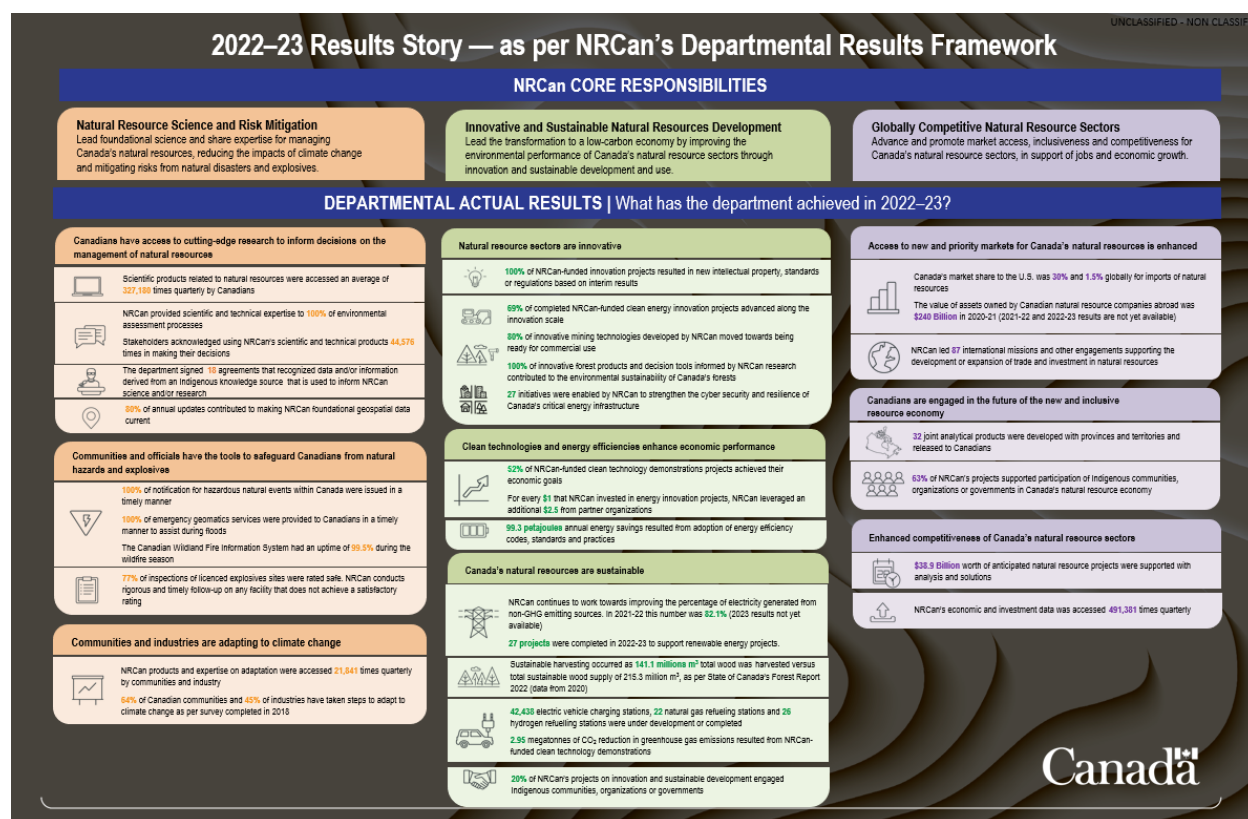 UNCLASSIFIED - NON CLASSIF
2022–23 Results Story — as per NRCan's Departmental Results Framework
NRCan CORE RESPONSIBILITIES
Natural Resource Science and Risk Mitigation
Lead foundational science and share expertise for managing
Canada's natural resources, reducing the impacts of climate change
and mitigating risks from natural disasters and explosives.
Innovative and Sustainable Natural Resources Development
Lead the transformation to a low-carbon economy by improving the
environmental performance of Canada's natural resource sectors through
innovation and sustainable development and use.
Globally Competitive Natural Resource Sectors
Advance and promote market access, inclusiveness and competitiveness for
Canada's natural resource sectors, in support of jobs and economic growth.
DEPARTMENTAL ACTUAL RESULTS | What has the department achieved in 2022–23?
Canadians have access to cutting-edge research to inform decisions on the
management of natural resources
Scientific products related to natural resources were accessed an average of
327,180 times quarterly by Canadians
NRCan provided scientific and technical expertise to 100% of environmental
assessment processes
Stakeholders acknowledged using NRCan's scientific and technical products 44,576
times in making their decisions
The department signed 18 agreements that recognized data and/or information
derived from an Indigenous knowledge source that is used to inform NRCan
science and/or research
80% of annual updates contributed to making NRCan foundational geospatial data
current
Communities and officials have the tools to safeguard Canadians from natural
hazards and explosives
100% of notification for hazardous natural events within Canada were issued in a
timely manner
100% of emergency geomatics services were provided to Canadians in a timely
manner to assist during floods
The Canadian Wildland Fire Information System had an uptime of 99.5% during the
wildfire season
77% of inspections of licenced explosives sites were rated safe. NRCan conducts
rigorous and timely follow-up on any facility that does not achieve a satisfactory
rating
Communities and industries are adapting to climate change
NRCan products and expertise on adaptation were accessed 21,841 times quarterly
by communities and industry
64% of Canadian communities and 45% of industries have taken steps to adapt to
climate change as per survey completed in 2018
Natural resource sectors are innovative
100% of NRCan-funded innovation projects resulted in new intellectual property, standards
or regulations based on interim results
69% of completed NRCan-funded clean energy innovation projects advanced along the
innovation scale
80% of innovative mining technologies developed by NRCan moved towards being
ready for commercial use
100% of innovative forest products and decision tools informed by NRCan research
contributed to the environmental sustainability of Canada's forests
27 initiatives were enabled by NRCan to strengthen the cyber security and resilience of
Canada's critical energy infrastructure
Clean technologies and energy efficiencies enhance economic performance
52% of NRCan-funded clean technology demonstrations projects achieved their
economic goals
For every $1 that NRCan invested in energy innovation projects, NRCan leveraged an
additional $2.5 from partner organizations
99.3 petajoules annual energy savings resulted from adoption of energy efficiency
codes, standards and practices
Canada's natural resources are sustainable
NRCan continues to work towards improving the percentage of electricity generated from
non-GHG emitting sources. In 2021-22 this number was 82.1% (2023 results not yet
available)
27 projects were completed in 2022-23 to support renewable energy projects.
Sustainable harvesting occurred as 141.1 millions m³ total wood was harvested versus
total sustainable wood supply of 215.3 million m³, as per State of Canada's Forest Report
2022 (data from 2020)
42,438 electric vehicle charging stations, 22 natural gas refueling stations and 26
hydrogen refuelling stations were under development or completed
2.95 megatonnes of CO₂ reduction in greenhouse gas emissions resulted from NRCan-
funded clean technology demonstrations
20% of NRCan's projects on innovation and sustainable development engaged
Indigenous communities, organizations or governments
Access to new and priority markets for Canada's natural resources is enhanced
Canada's market share to the U.S. was 30% and 1.5% globally for imports of natural
resources
The value of assets owned by Canadian natural resource companies abroad was
$240 Billion in 2020-21 (2021-22 and 2022-23 results are not yet available)
NRCan led 87 international missions and other engagements supporting the
development or expansion of trade and investment in natural resources
Canadians are engaged in the future of the new and inclusive
resource economy
32 joint analytical products were developed with provinces and territories and
released to Canadians
63% of NRCan's projects supported participation of Indigenous communities,
organizations or governments in Canada's natural resource economy
Enhanced competitiveness of Canada's natural resource sectors
$38.9 Billion worth of anticipated natural resource projects were supported with
analysis and solutions
NRCan's economic and investment data was accessed 491,381 times quarterly
Canada